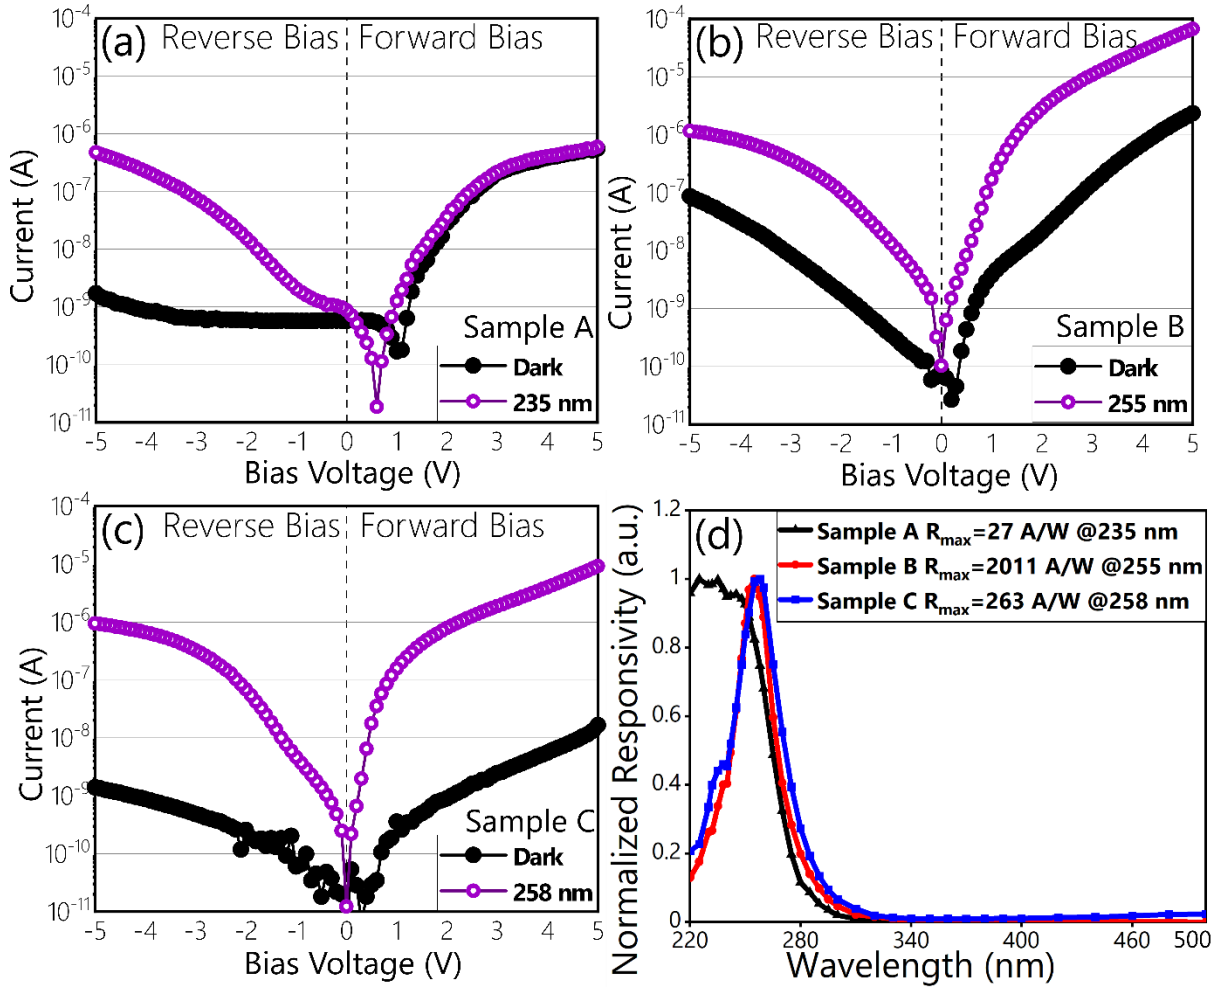 (a) Reverse Bias Forward Bias
10⁻⁴
10⁻⁵
10⁻⁶
10⁻⁷
10⁻⁸
10⁻⁹
10⁻¹⁰
10⁻¹¹
Current (A)
Sample A
Dark
235 nm
-5 -4 -3 -2 -1 0 1 2 3 4 5
Bias Voltage (V)
(b) Reverse Bias Forward Bias
10⁻⁴
10⁻⁵
10⁻⁶
10⁻⁷
10⁻⁸
10⁻⁹
10⁻¹⁰
10⁻¹¹
Current (A)
Sample B
Dark
255 nm
-5 -4 -3 -2 -1 0 1 2 3 4 5
Bias Voltage (V)
(c) Reverse Bias Forward Bias
10⁻⁴
10⁻⁵
10⁻⁶
10⁻⁷
10⁻⁸
10⁻⁹
10⁻¹⁰
10⁻¹¹
Current (A)
Sample C
Dark
258 nm
-5 -4 -3 -2 -1 0 1 2 3 4 5
Bias Voltage (V)
(d)
Sample A Rmax=27 A/W @235 nm
Sample B Rmax=2011 A/W @255 nm
Sample C Rmax=263 A/W @258 nm
1.2
1
0.8
0.6
0.4
0.2
0
Normalized Responsivity (a.u.)
220 280 340 400 460 500
Wavelength (nm)